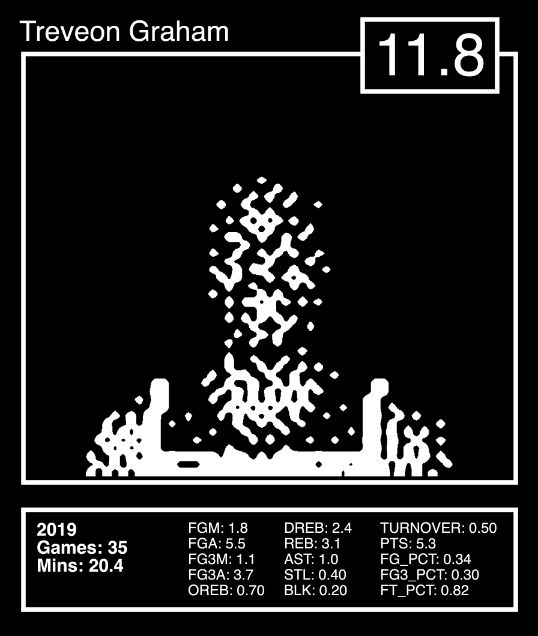 Treveon Graham
11.8
2019
Games: 35
Mins: 20.4
FGM: 1.8
FGA: 5.5
FG3M: 1.1
FG3A: 3.7
OREB: 0.70
DREB: 2.4
REB: 3.1
AST: 1.0
STL: 0.40
BLK: 0.20
TURNOVER: 0.50
PTS: 5.3
FG_PCT: 0.34
FG3_PCT: 0.30
FT_PCT: 0.82